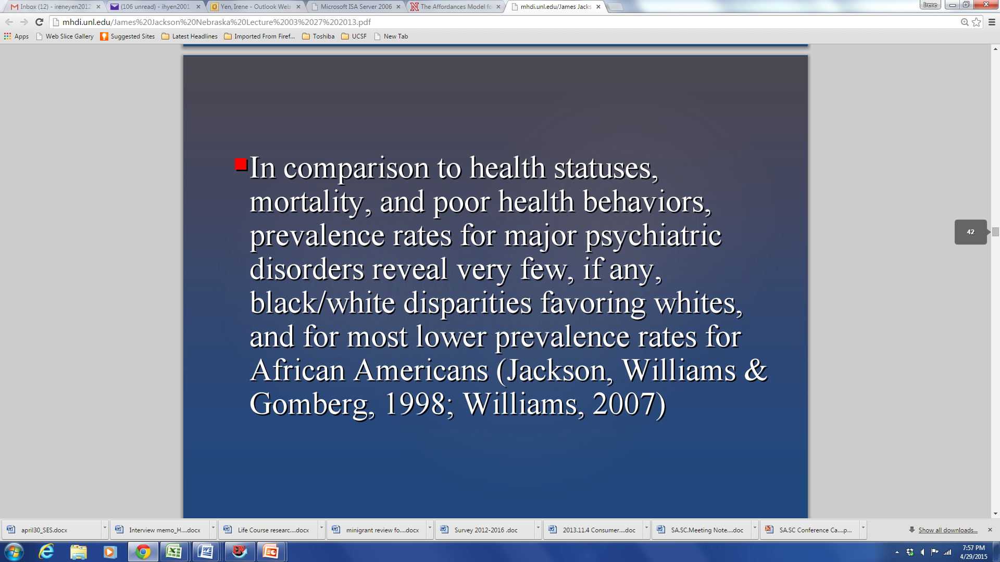 Inbox (12) - ireneyen2012
(106 unread) - ihyen2001
Yen, Irene - Outlook Web
Microsoft ISA Server 2006
The Affordances Model fo
mhdi.unl.edu/James Jacks
Irene
mhdi.unl.edu/James%20Jackson%20Nebraska%20Lecture%2003%2027%202013.pdf
Apps
Web Slice Gallery
Suggested Sites
Latest Headlines
Imported From Firef...
Toshiba
UCSF
New Tab
In comparison to health statuses,
mortality, and poor health behaviors,
prevalence rates for major psychiatric
disorders reveal very few, if any,
black/white disparities favoring whites,
and for most lower prevalence rates for
African Americans (Jackson, Williams &
Gomberg, 1998; Williams, 2007)
42
april30_SES.docx
Interview memo_H....docx
Life Course researc....docx
minigrant review fo....docx
Survey 2012-2016 .doc
2013.11.4 Consumer....doc
SA.SC.Meeting Note....doc
SA.SC Conference Ca....p...
Show all downloads...
7:57 PM
4/29/2015